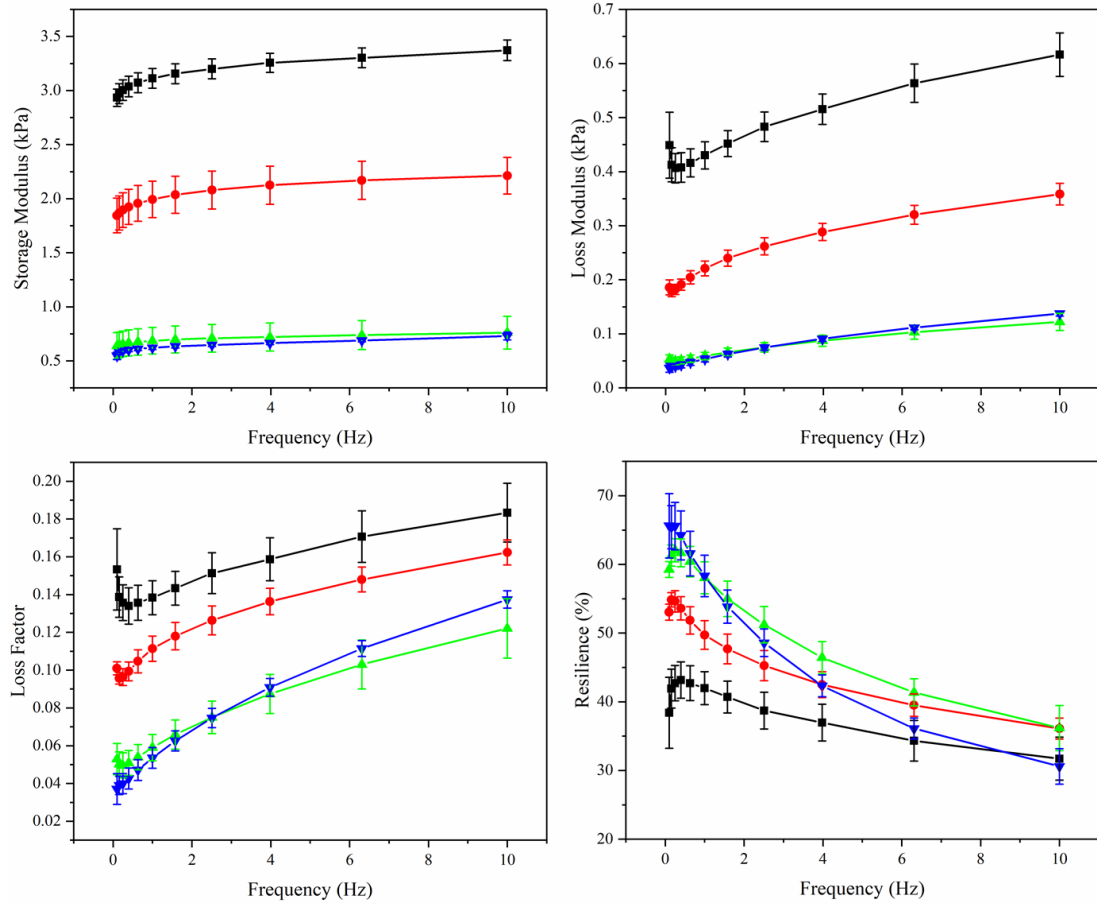 3.5
3.0
2.5
2.0
1.5
1.0
0.5
Storage Modulus (kPa)
0 2 4 6 8 10
Frequency (Hz)
0.7
0.6
0.5
0.4
0.3
0.2
0.1
0.0
Loss Modulus (kPa)
0 2 4 6 8 10
Frequency (Hz)
0.20
0.18
0.16
0.14
0.12
0.10
0.08
0.06
0.04
0.02
Loss Factor
0 2 4 6 8 10
Frequency (Hz)
70
60
50
40
30
20
Resilience (%)
0 2 4 6 8 10
Frequency (Hz)